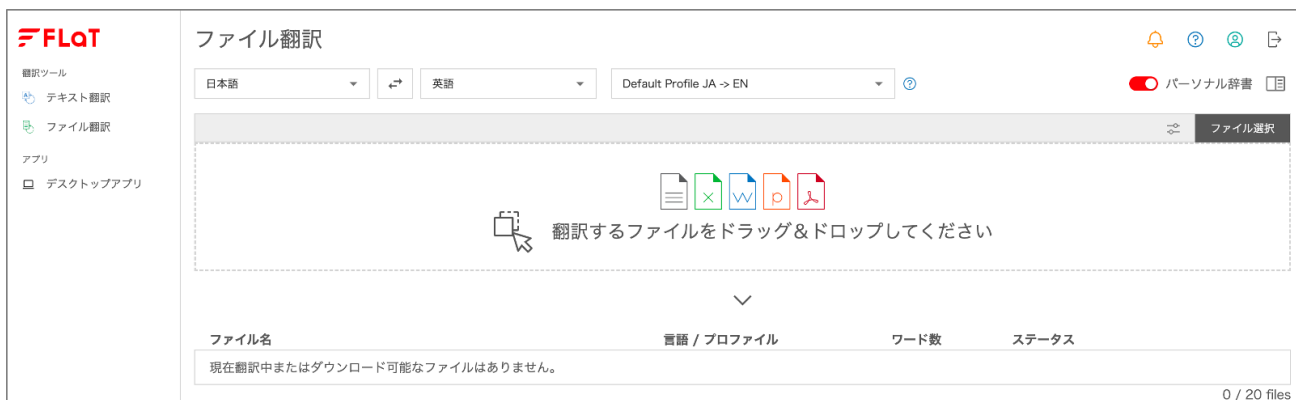 FLaT
翻訳ツール
テキスト翻訳
ファイル翻訳
アプリ
デスクトップアプリ
ファイル翻訳
日本語
英語
Default Profile JA -> EN
パーソナル辞書
ファイル選択
翻訳するファイルをドラッグ＆ドロップしてください
ファイル名 言語 / プロファイル ワード数 ステータス
現在翻訳中またはダウンロード可能なファイルはありません。
0 / 20 files